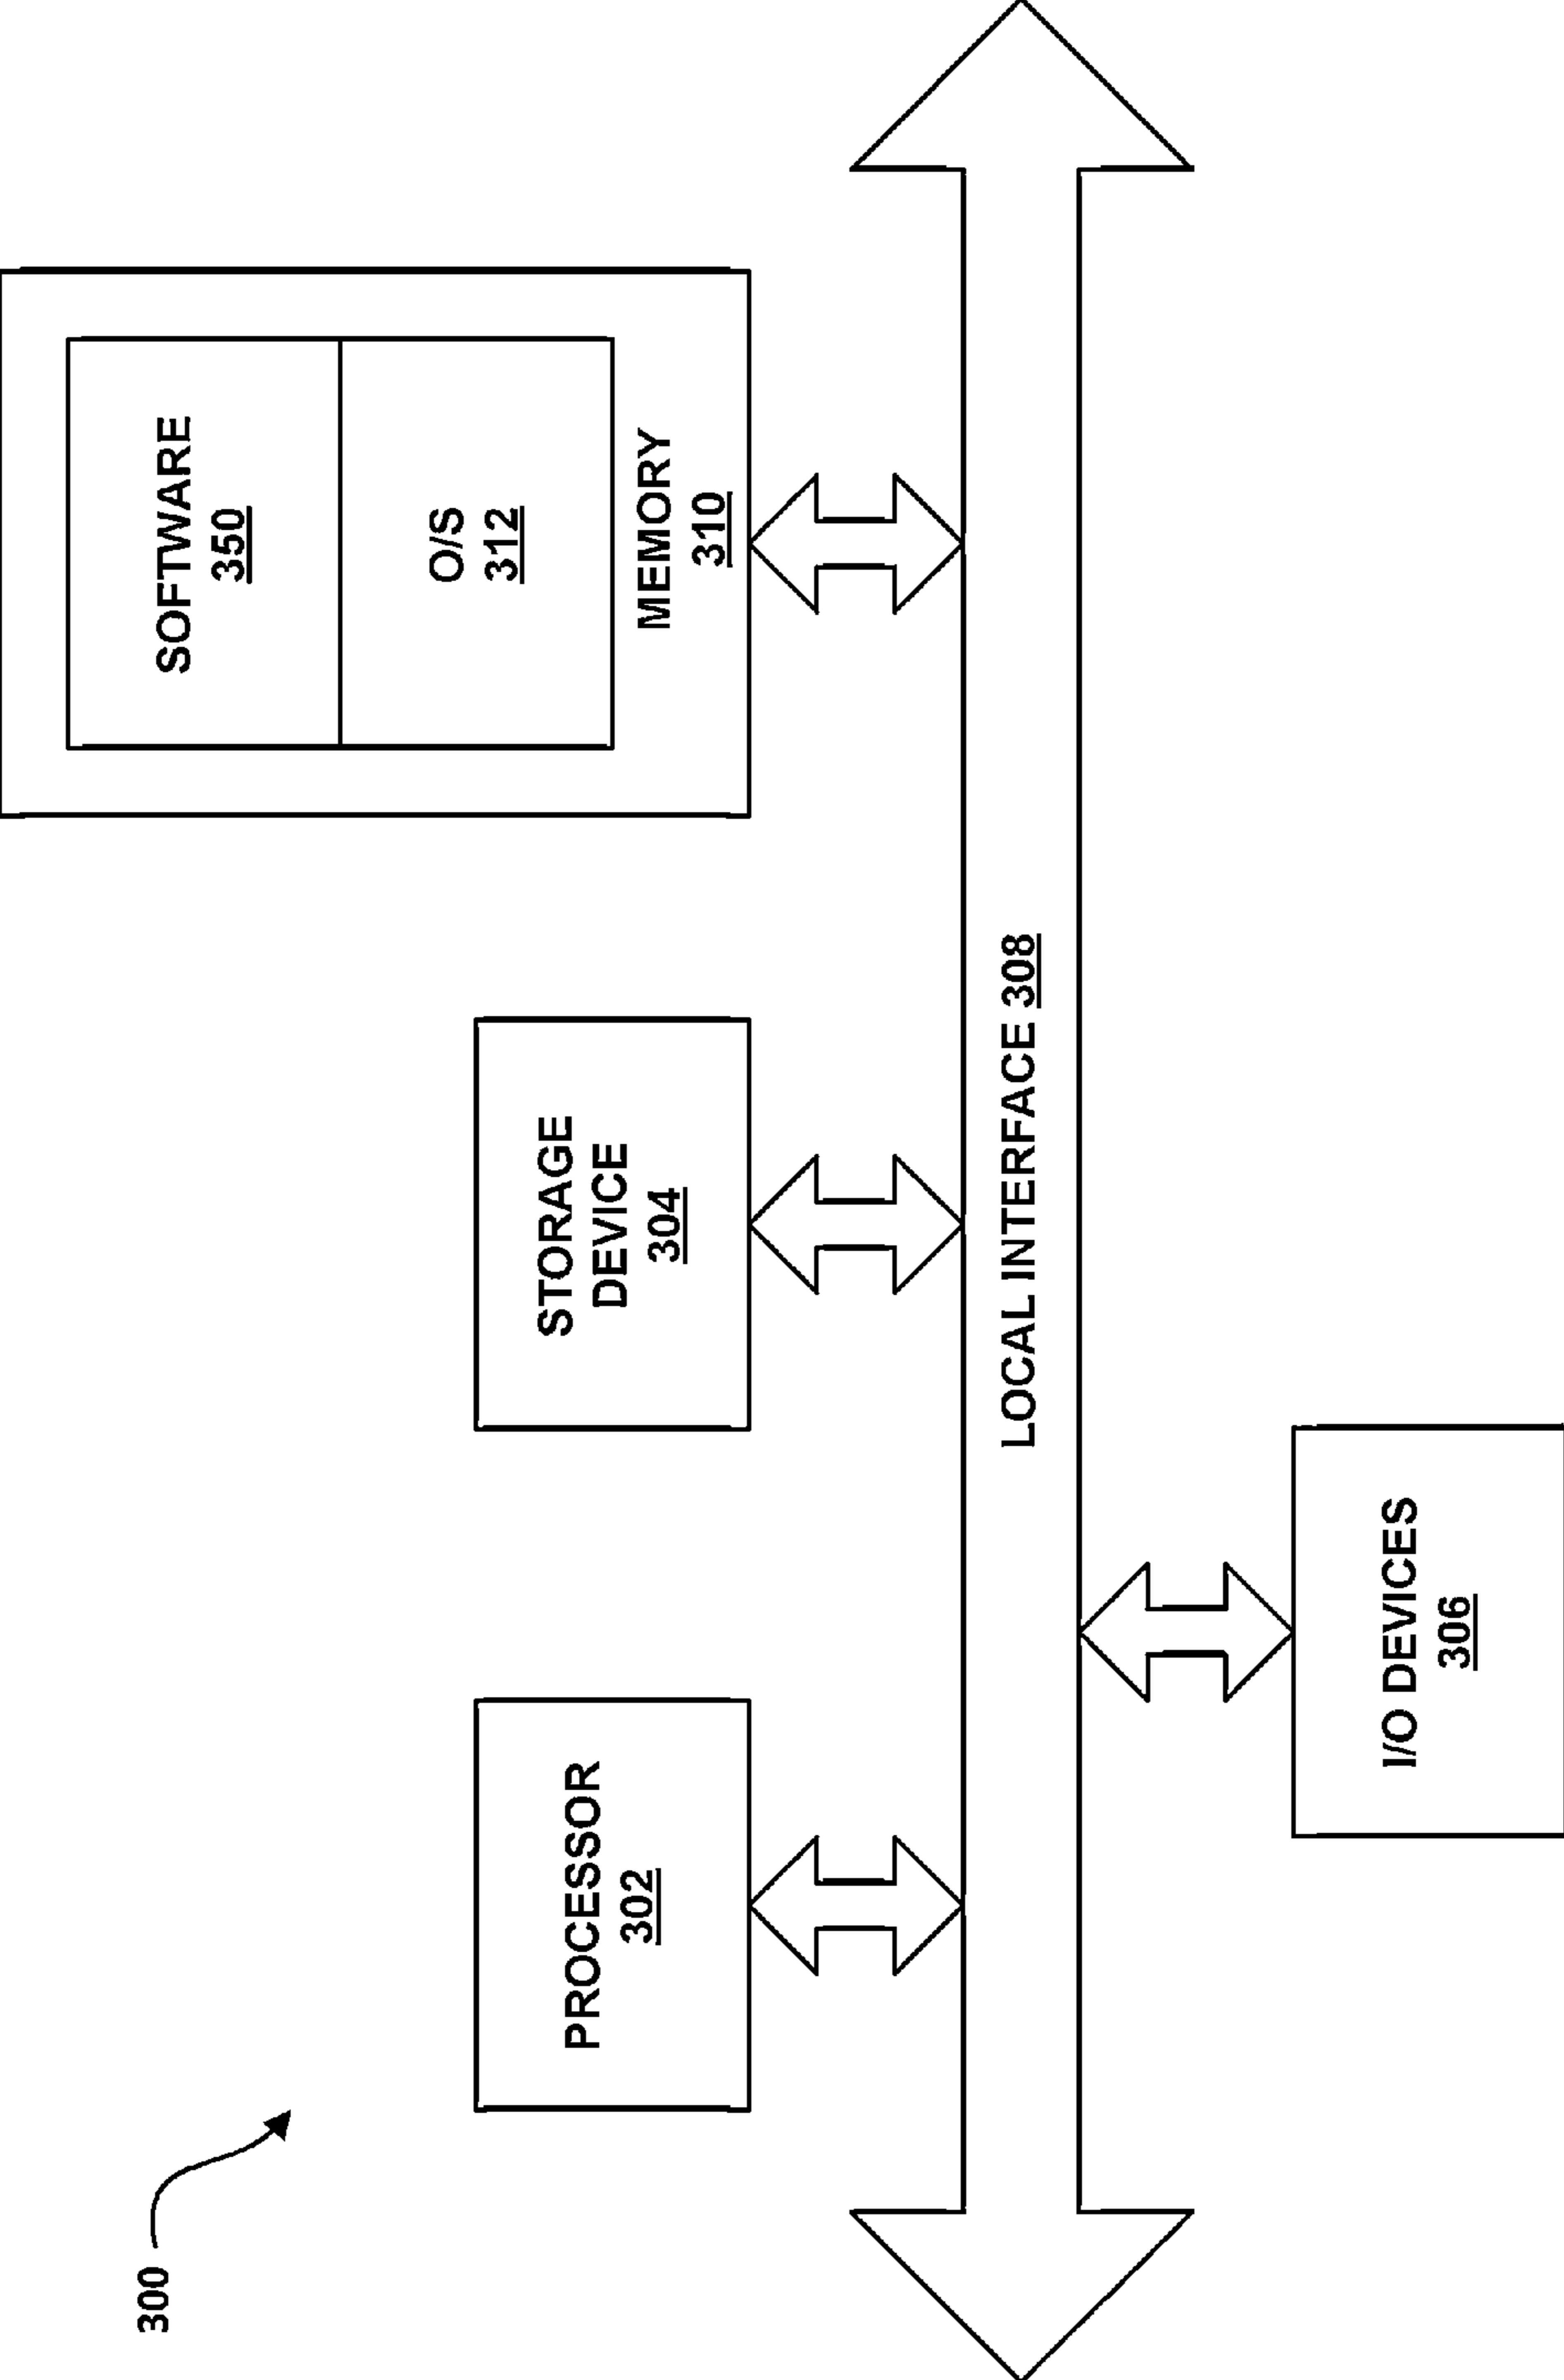 300
PROCESSOR
302
STORAGE
DEVICE
304
SOFTWARE
350
O/S
312
MEMORY
310
LOCAL INTERFACE 308
I/O DEVICES
306